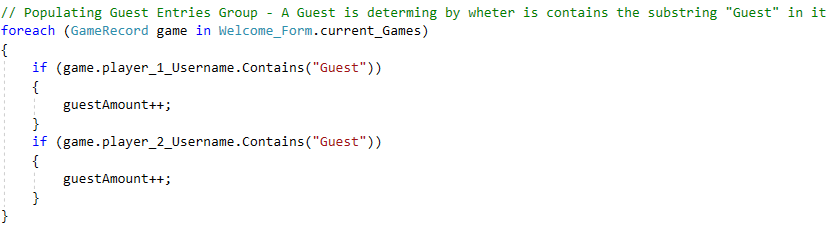 // Populating Guest Entries Group - A Guest is determing by wheter is contains the substring "Guest" in it
foreach (GameRecord game in Welcome_Form.current_Games)
{
    if (game.player_1_Username.Contains("Guest"))
    {
        guestAmount++;
    }
    if (game.player_2_Username.Contains("Guest"))
    {
        guestAmount++;
    }
}